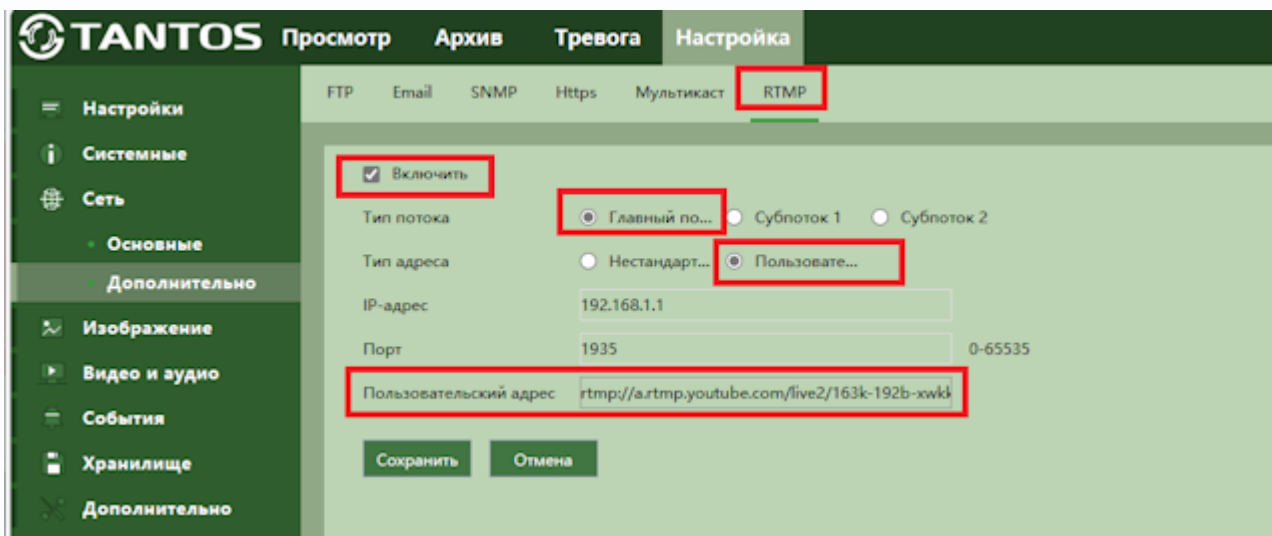 TANTOS Просмотр Архив Тревога Настройка
FTP Email SNMP Https Мультикаст RTMP
Настройки
Системные
Сеть
Основные
Дополнительно
Изображение
Видео и аудио
События
Хранилище
Дополнительно
Включить
Тип потока Главный по... Субпоток 1 Субпоток 2
Тип адреса Нестандарт... Пользовате...
IP-адрес 192.168.1.1
Порт 1935 0-65535
Пользовательский адрес rtmp://a.rtmp.youtube.com/live2/163k-192b-xwkk
Сохранить Отмена